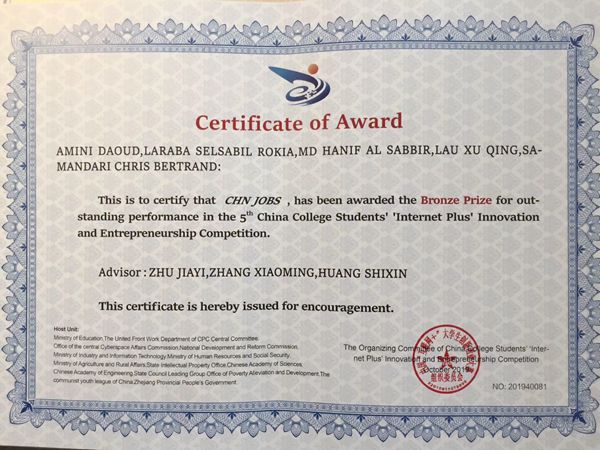 Certificate of Award
AMINI DAOUD,LARABA SELSABIL ROKIA,MD HANIF AL SABBIR,LAU XU QING,SA-
MANDARI CHRIS BERTRAND:
This is to certify that CHN JOBS , has been awarded the Bronze Prize for out-
standing performance in the 5th China College Students' 'Internet Plus' Innovation
and Entrepreneurship Competition.
Advisor : ZHU JIAYI,ZHANG XIAOMING,HUANG SHIXIN
This certificate is hereby issued for encouragement.
Host Unit:
Ministry of Education.The United Front Work Department of CPC Central Committee.
Office of the central Cyberspace Affairs Commission.National Development and Reform Commission.
Ministry of Industry and Information Technology.Ministry of Human Resources and Social Security.
Ministry of Agriculture and Rural Affairs.State Intellectual Property Office.Chinese Academy of Sciences.
Chinese Academy of Engineering.State Council Leading Group Office of Poverty Alleviation and Development.The
communist youth league of China.Zhejiang Provincial People's Government.
The Organizing Committee of China College Students' 'Inter-
net Plus' Innovation and Entrepreneurship Competition
October 2019
组织委员会
NO: 201940081